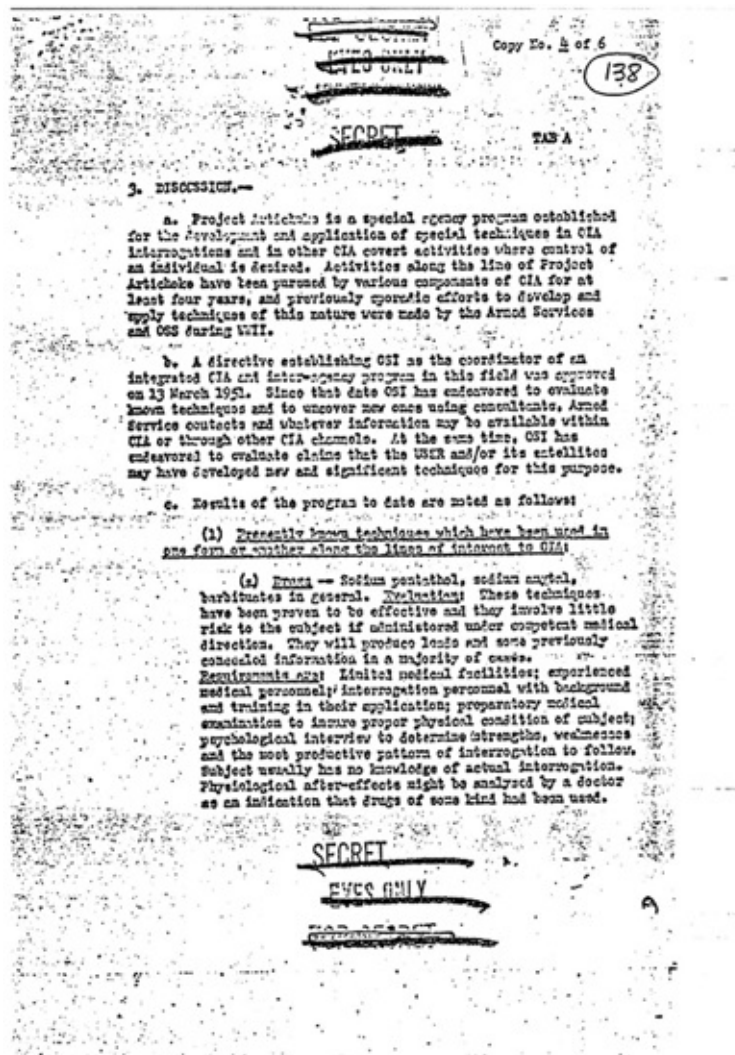 TOP SECRET
EYES ONLY
SECRET
Copy No. 4 of 6
138
TAB A
3. DISCUSSION.—
a. Project Artichoke is a special agency program established
for the development and application of special techniques in CIA
interrogations and in other CIA covert activities where control of
an individual is desired. Activities along the line of Project
Artichoke have been pursued by various components of CIA for at
least four years, and previously sporadic efforts to develop and
apply techniques of this nature were made by the Armed Services
and OSS during WWII.
b. A directive establishing OSI as the coordinator of an
integrated CIA and inter-agency program in this field was approved
on 13 March 1951. Since that date OSI has endeavored to evaluate
known techniques and to uncover new ones using consultants, Armed
Service contacts and whatever information may be available within
CIA or through other CIA channels. At the same time, OSI has
endeavored to evaluate claims that the USSR and/or its satellites
may have developed new and significant techniques for this purpose.
c. Results of the program to date are noted as follows:
(1) Presently known techniques which have been used in
one form or another along the lines of interest to CIA:
(a) Drugs — Sodium pentathol, sodium amytal,
barbituates in general. Evaluation: These techniques
have been proven to be effective and they involve little
risk to the subject if administered under competent medical
direction. They will produce leads and some previously
concealed information in a majority of cases.
Requirements are: Limited medical facilities; experienced
medical personnel; interrogation personnel with background
and training in their application; preparatory medical
examination to insure proper physical condition of subject;
psychological interview to determine strengths, weaknesses
and the most productive pattern of interrogation to follow.
Subject usually has no knowledge of actual interrogation.
Physiological after-effects might be analyzed by a doctor
as an indication that drugs of some kind had been used.
SECRET
EYES ONLY
TOP SECRET
A